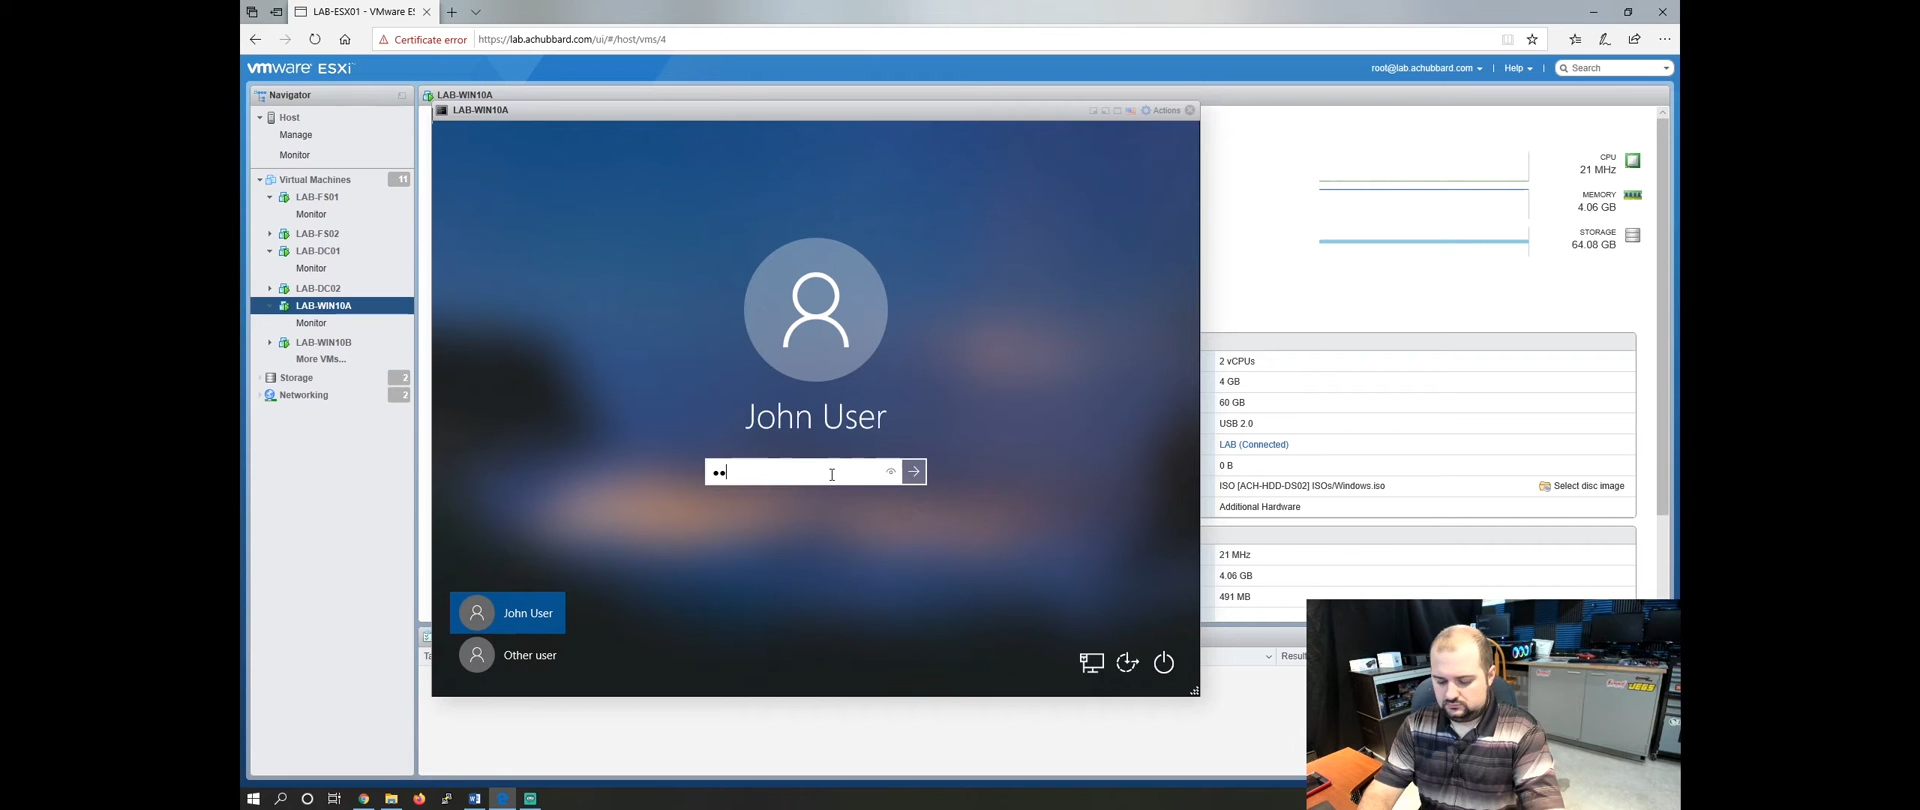 LAB-ESX01 - VMware ES
Certificate error
https://lab.achubbard.com/ui/#/host/vms/4
vmware ESXi
root@lab.achubbard.com
Help
Search
Navigator
Host
Manage
Monitor
Virtual Machines 11
LAB-FS01
Monitor
LAB-FS02
LAB-DC01
Monitor
LAB-DC02
LAB-WIN10A
Monitor
LAB-WIN10B
More VMs...
Storage 2
Networking 2
LAB-WIN10A
LAB-WIN10A
Actions
John User
John User
Other user
CPU
21 MHz
MEMORY
4.06 GB
STORAGE
64.08 GB
2 vCPUs
4 GB
60 GB
USB 2.0
LAB (Connected)
0 B
ISO [ACH-HDD-DS02] ISOs/Windows.iso
Select disc image
Additional Hardware
21 MHz
4.06 GB
491 MB
Ta
Result
JEGS